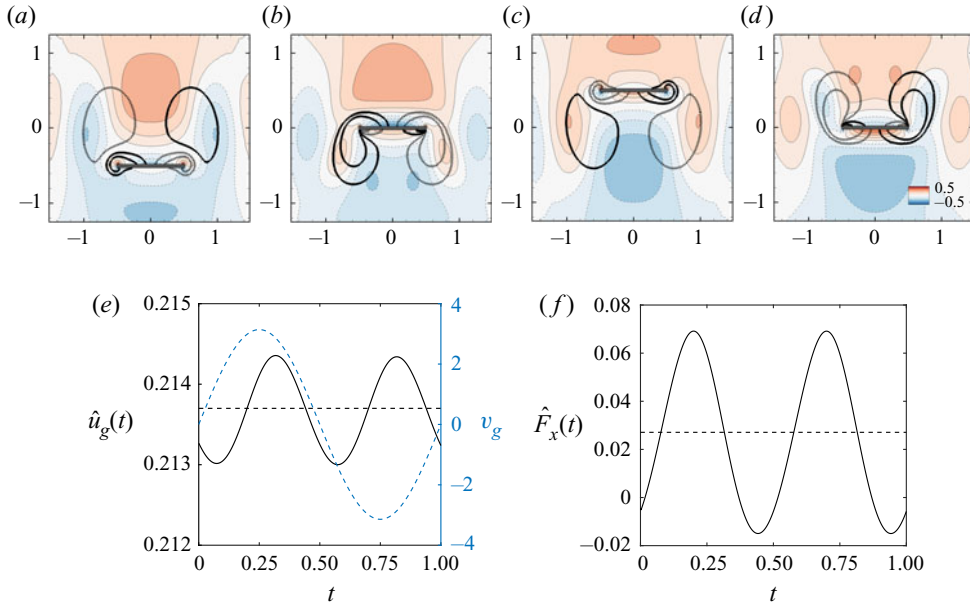 (a) (b) (c) (d)
1 1 1 1
0 0 0 0
−1 −1 −1 −1
0.5
−0.5
−1 0 1 −1 0 1 −1 0 1 −1 0 1
(e) (f)
0.215 4 0.08
0.06
0.214 2
0.04
û_g(t) 0 v_g F̂_x(t)
0.02
0.213 −2
0
0.212 −4 −0.02
0 0.25 0.50 0.75 1.00 0 0.25 0.50 0.75 1.00
t t